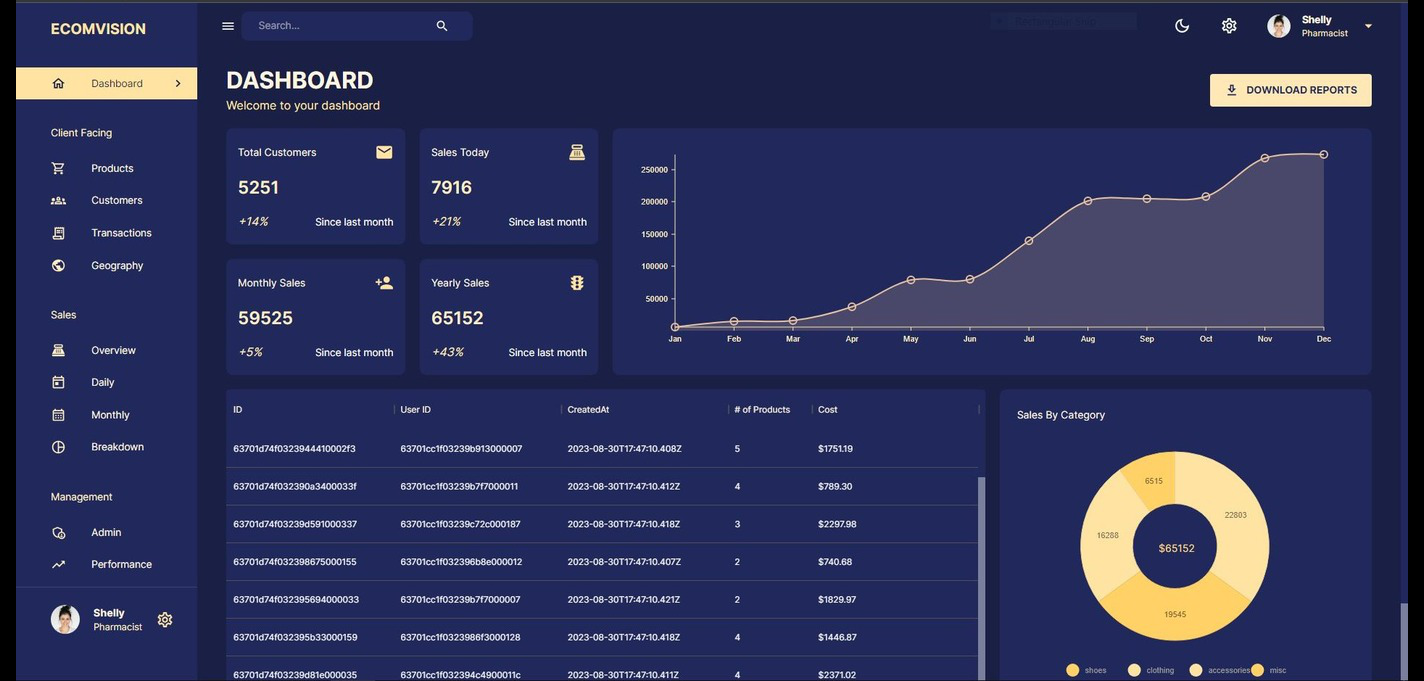 ECOMVISION
Search...
Shelly
Pharmacist
Dashboard
Client Facing
Products
Customers
Transactions
Geography
Sales
Overview
Daily
Monthly
Breakdown
Management
Admin
Performance
Shelly
Pharmacist
DASHBOARD
Welcome to your dashboard
DOWNLOAD REPORTS
Total Customers
5251
+14% Since last month
Sales Today
7916
+21% Since last month
Monthly Sales
59525
+5% Since last month
Yearly Sales
65152
+43% Since last month
250000
200000
150000
100000
50000
Jan Feb Mar Apr May Jun Jul Aug Sep Oct Nov Dec
ID User ID CreatedAt # of Products Cost
63701d74f0323944410002f3 63701cc1f03239b913000007 2023-08-30T17:47:10.408Z 5 $1751.19
63701d74f032390a3400033f 63701cc1f03239b7f7000011 2023-08-30T17:47:10.412Z 4 $789.30
63701d74f03239d591000337 63701cc1f03239c72c000187 2023-08-30T17:47:10.418Z 3 $2297.98
63701d74f032398675000155 63701cc1f032396b8e000012 2023-08-30T17:47:10.407Z 2 $740.68
63701d74f032395694000033 63701cc1f03239b7f7000007 2023-08-30T17:47:10.421Z 2 $1829.97
63701d74f032395b33000159 63701cc1f0323986f3000128 2023-08-30T17:47:10.418Z 4 $1446.87
63701d74f03239d81e000035 63701cc1f032394c4900011c 2023-08-30T17:47:10.411Z 4 $2371.02
Sales By Category
6515
22803
16288
$65152
19545
shoes clothing accessories misc